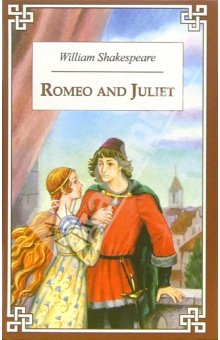 William Shakespeare
ROMEO AND JULIET